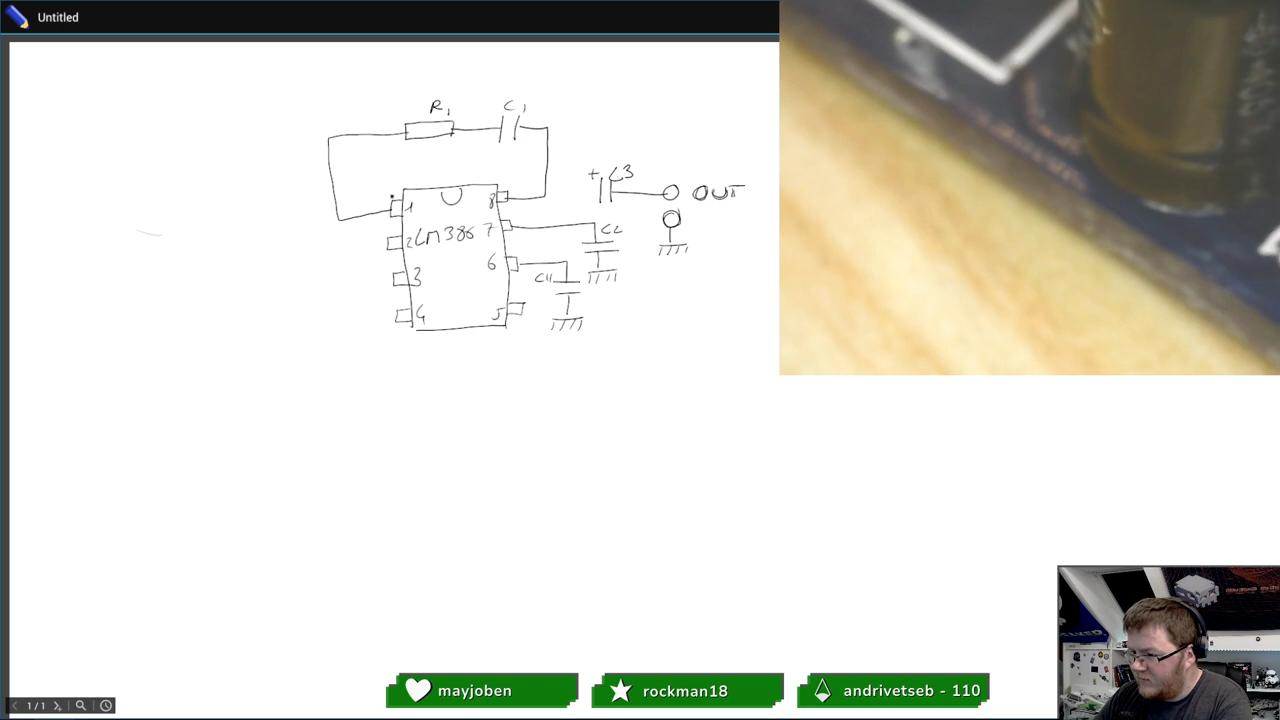 Untitled
R1 C1
+ C3
OUT
1 8
2 LM386 7 C2
3 6 C11
4 5
1/1
mayjoben
rockman18
andrivetseb - 110